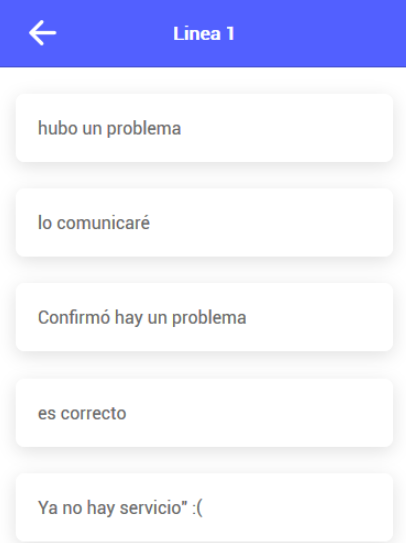 Linea 1
hubo un problema
lo comunicaré
Confirmó hay un problema
es correcto
Ya no hay servicio" :(